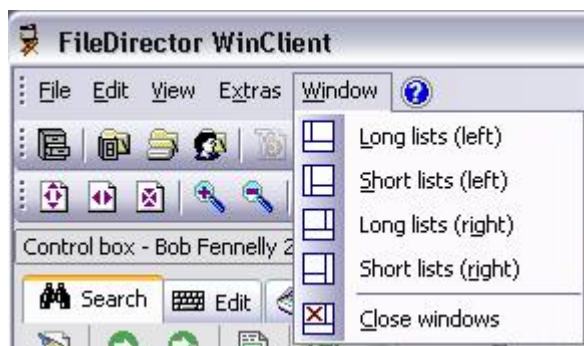 FileDirector WinClient
File Edit View Extras Window
Long lists (left)
Short lists (left)
Long lists (right)
Short lists (right)
Close windows
Control box - Bob Fennelly 2
Search Edit